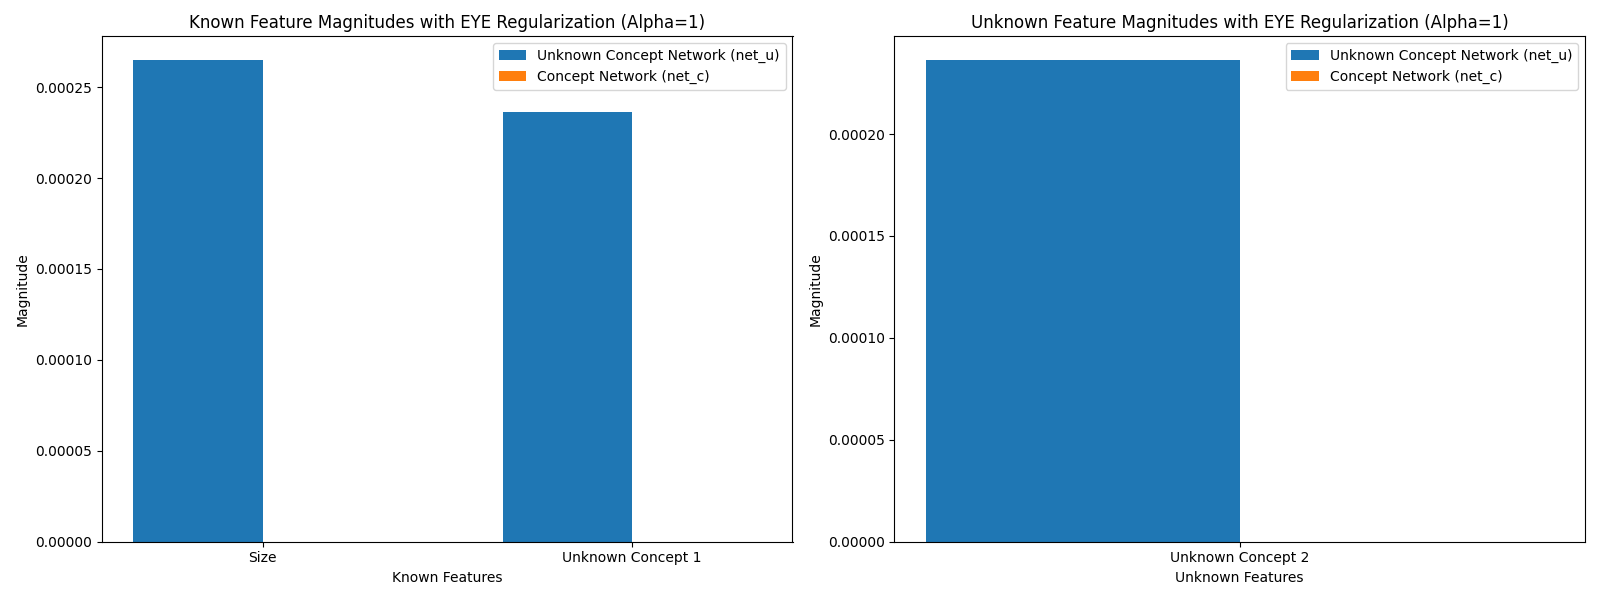 Known Feature Magnitudes with EYE Regularization (Alpha=1)
Unknown Concept Network (net_u)
Concept Network (net_c)
0.00025
0.00020
0.00015
0.00010
0.00005
0.00000
Magnitude
Size
Unknown Concept 1
Known Features
Unknown Feature Magnitudes with EYE Regularization (Alpha=1)
Unknown Concept Network (net_u)
Concept Network (net_c)
0.00020
0.00015
0.00010
0.00005
0.00000
Magnitude
Unknown Concept 2
Unknown Features